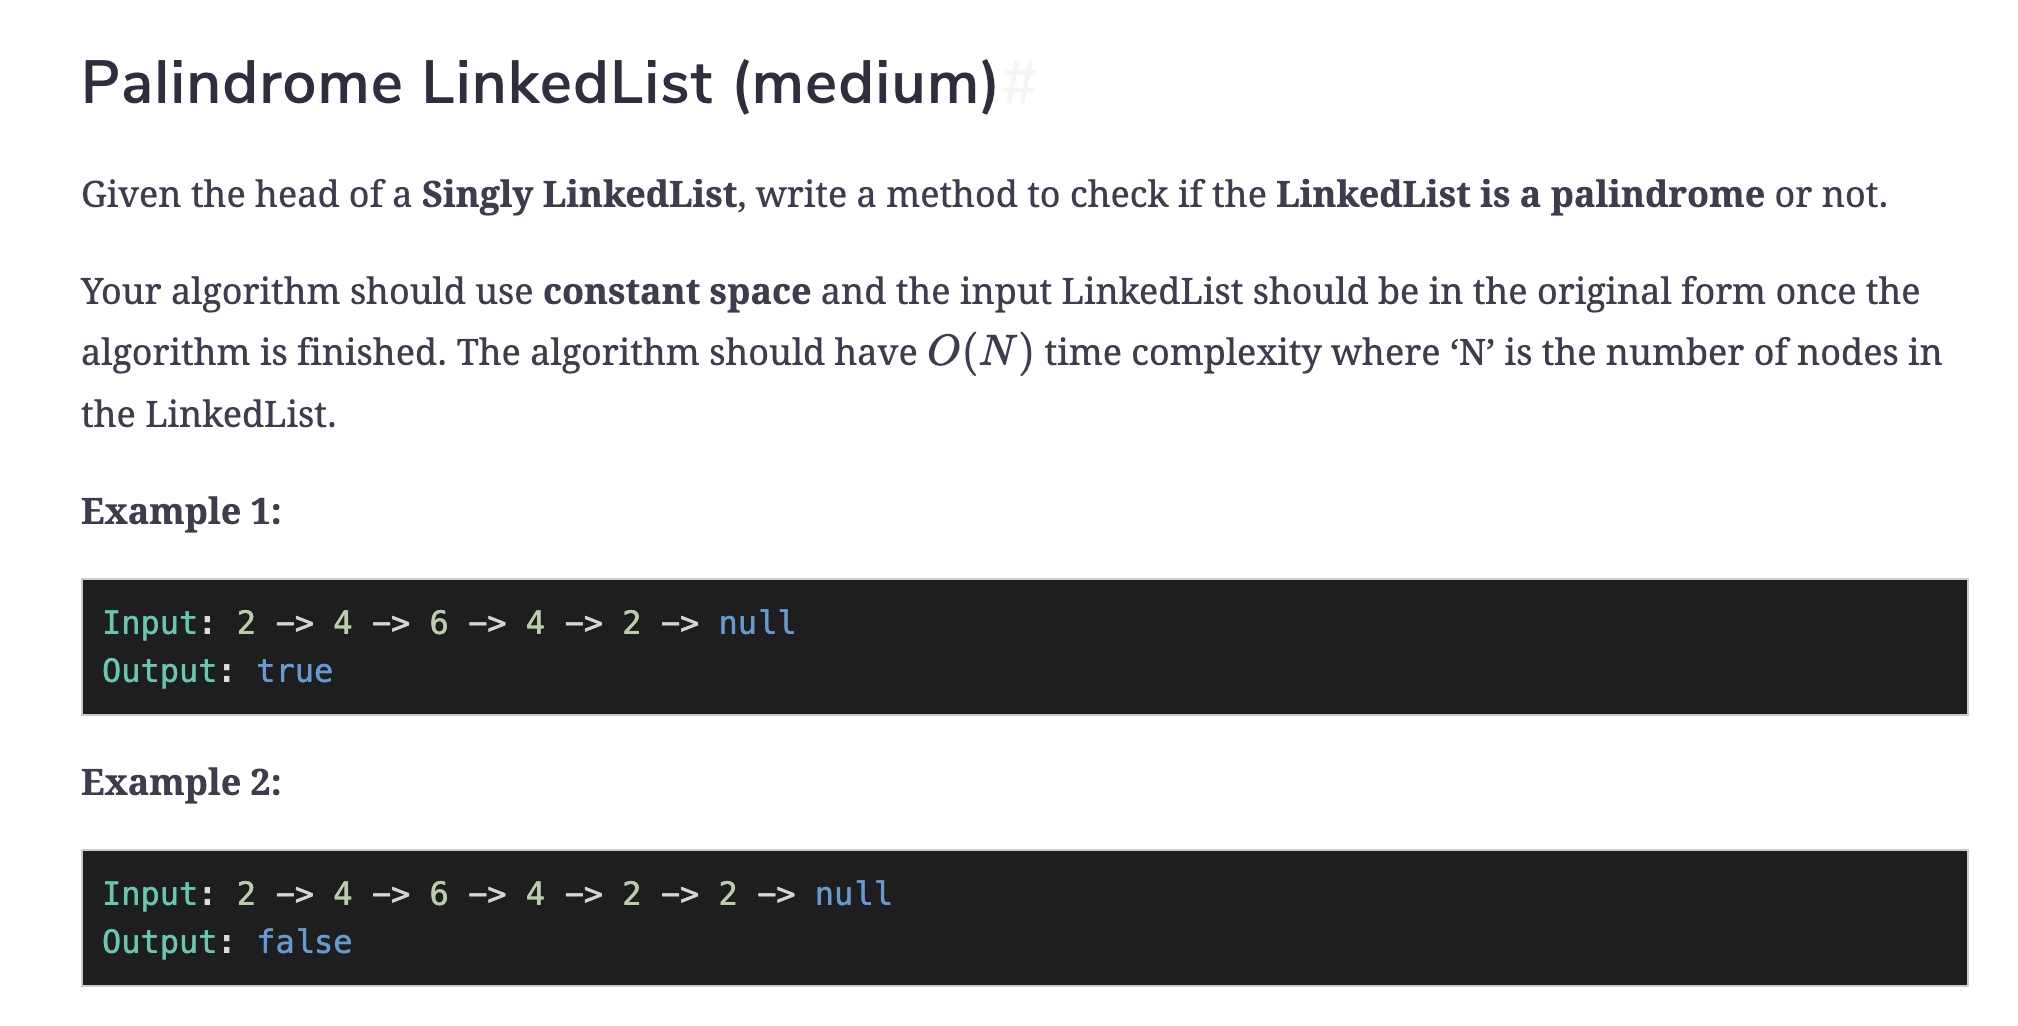 Palindrome LinkedList (medium)#
Given the head of a Singly LinkedList, write a method to check if the LinkedList is a palindrome or not.
Your algorithm should use constant space and the input LinkedList should be in the original form once the
algorithm is finished. The algorithm should have O(N) time complexity where ‘N’ is the number of nodes in
the LinkedList.
Example 1:
Input: 2 -> 4 -> 6 -> 4 -> 2 -> null
Output: true
Example 2:
Input: 2 -> 4 -> 6 -> 4 -> 2 -> 2 -> null
Output: false